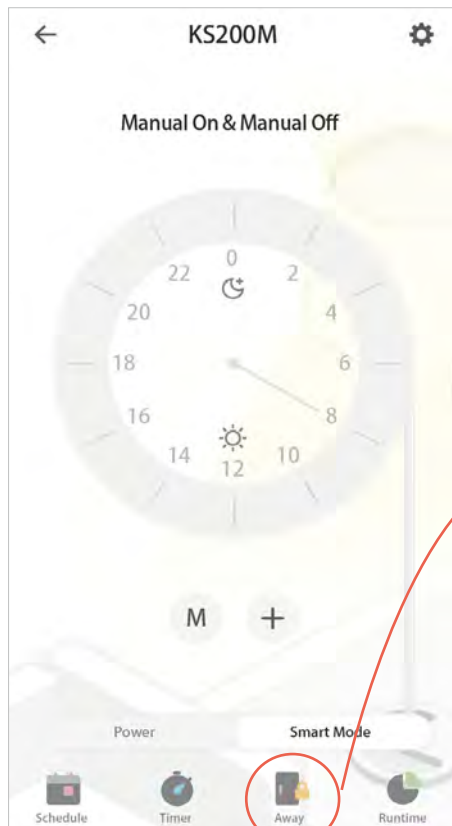 KS200M
Manual On & Manual Off
0
22 2
20 4
18 6
16 8
14 10
12
M +
Power Smart Mode
Schedule Timer Away Runtime